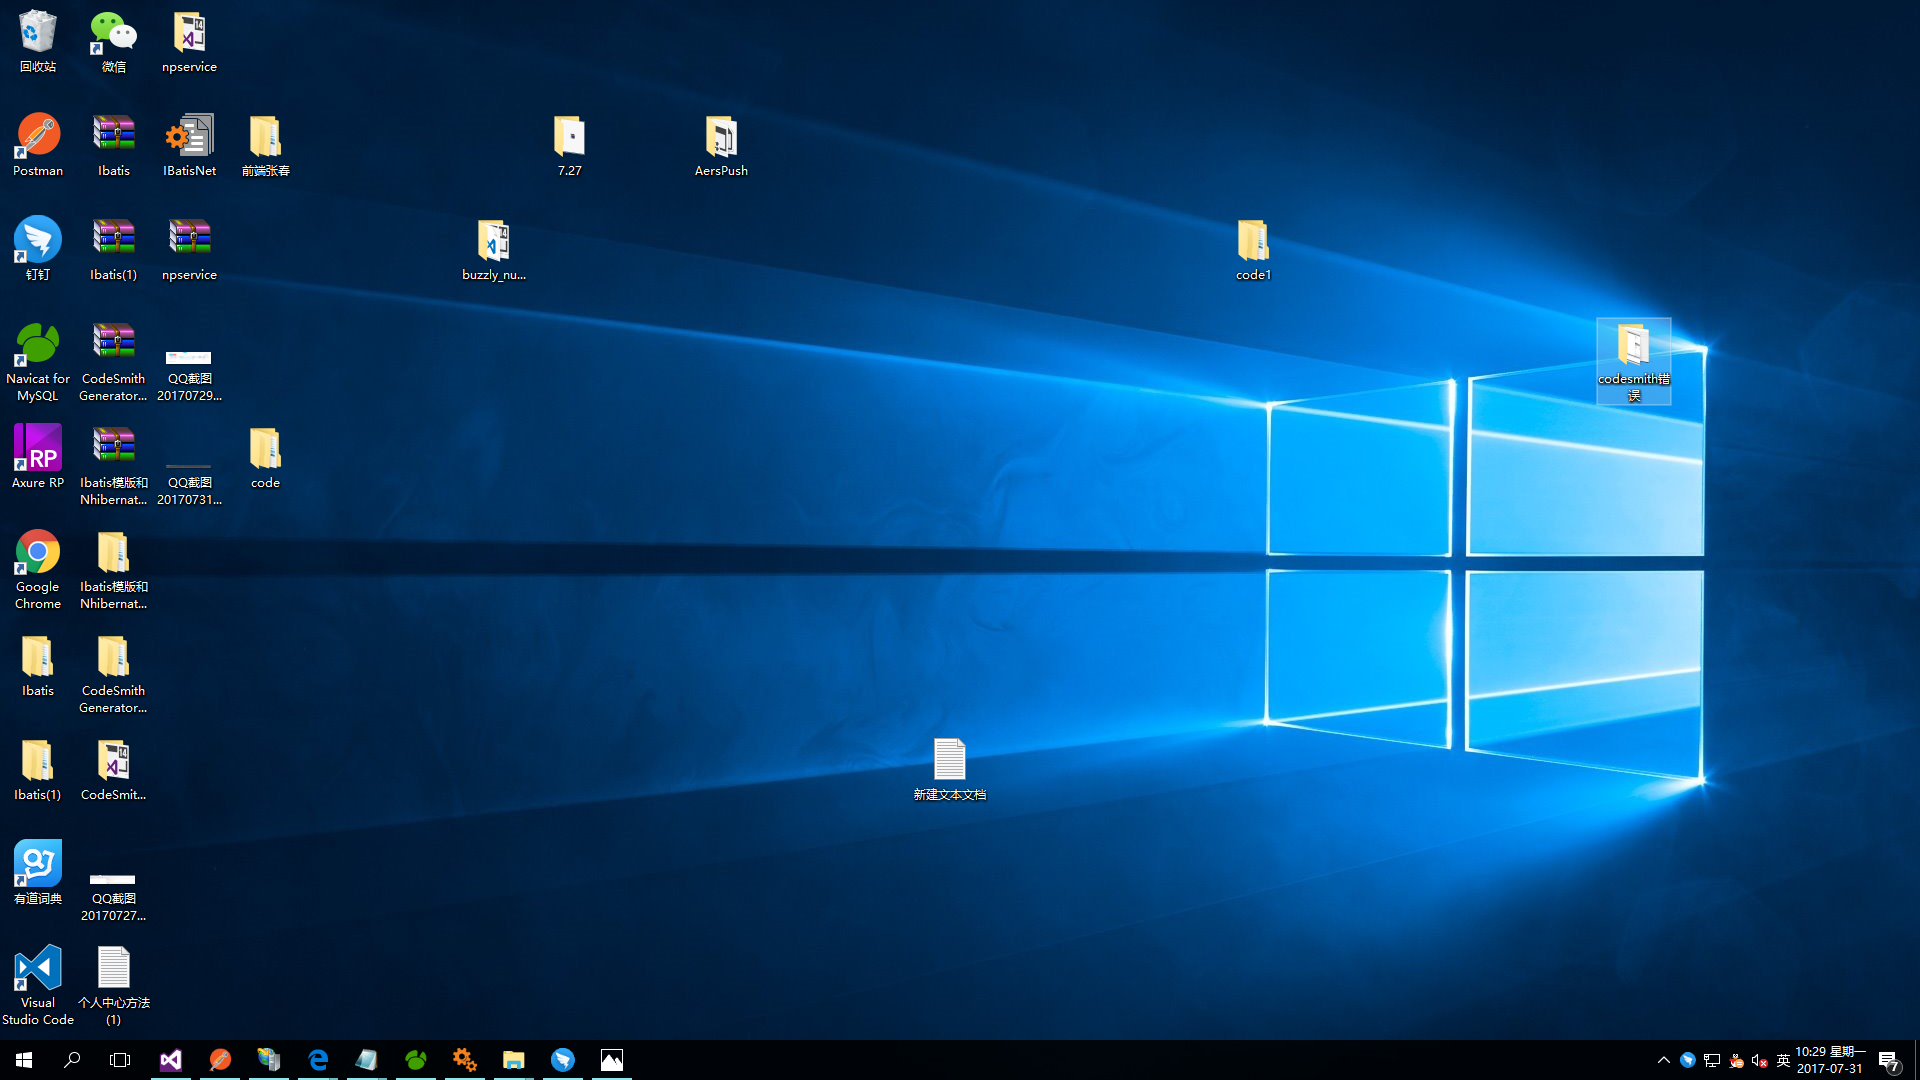 回收站
微信
npservice
Postman
Ibatis
IBatisNet
前端张春
7.27
AersPush
钉钉
Ibatis(1)
npservice
buzzly_nu...
code1
Navicat for
MySQL
CodeSmith
Generator...
QQ截图
20170729...
codesmith错
误
RP
Axure RP
Ibatis模版和
Nhibernat...
QQ截图
20170731...
code
Google
Chrome
Ibatis模版和
Nhibernat...
Ibatis
CodeSmith
Generator...
Ibatis(1)
CodeSmit...
新建文本文档
有道词典
QQ截图
20170727...
Visual
Studio Code
个人中心方法
(1)
英
10:29 星期一
2017-07-31
7